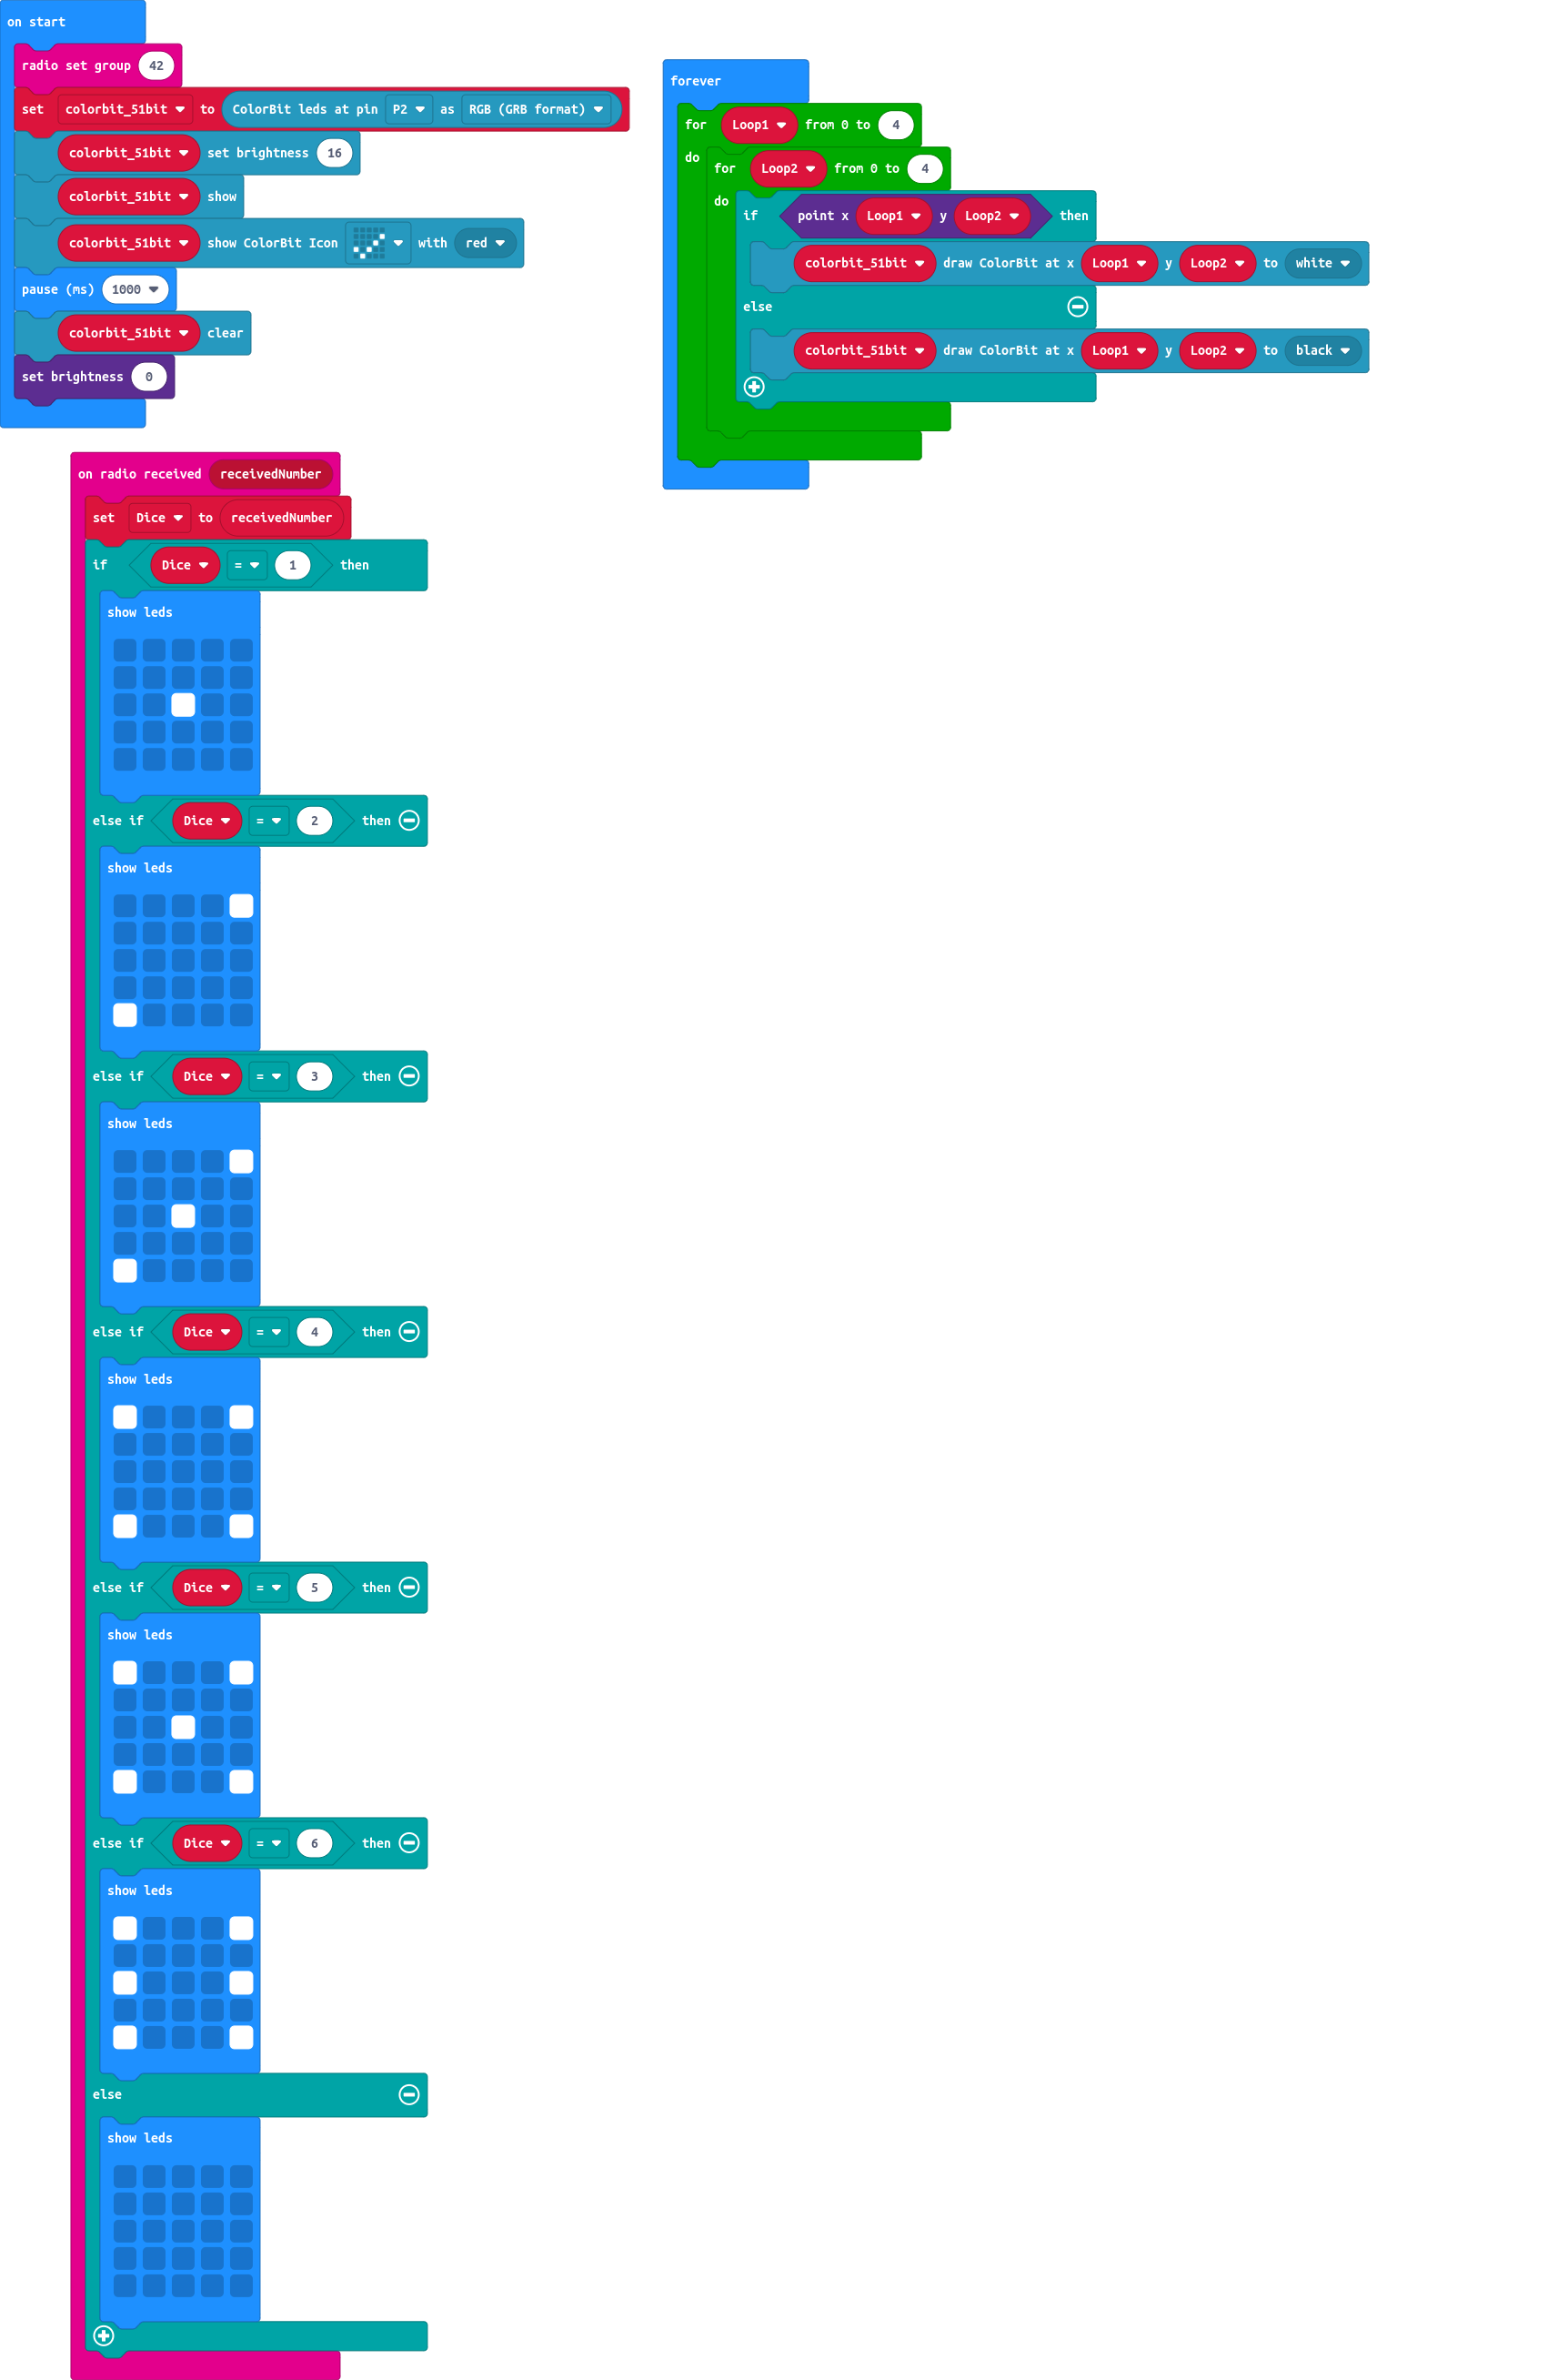 on start
radio set group 42
set colorbit_51bit to ColorBit leds at pin P2 as RGB (GRB format)
colorbit_51bit set brightness 16
colorbit_51bit show
colorbit_51bit show ColorBit Icon with red
pause (ms) 1000
colorbit_51bit clear
set brightness 0
forever
for Loop1 from 0 to 4
do
for Loop2 from 0 to 4
do
if point x Loop1 y Loop2 then
colorbit_51bit draw ColorBit at x Loop1 y Loop2 to white
else
colorbit_51bit draw ColorBit at x Loop1 y Loop2 to black
on radio received receivedNumber
set Dice to receivedNumber
if Dice = 1 then
show leds
else if Dice = 2 then
show leds
else if Dice = 3 then
show leds
else if Dice = 4 then
show leds
else if Dice = 5 then
show leds
else if Dice = 6 then
show leds
else
show leds